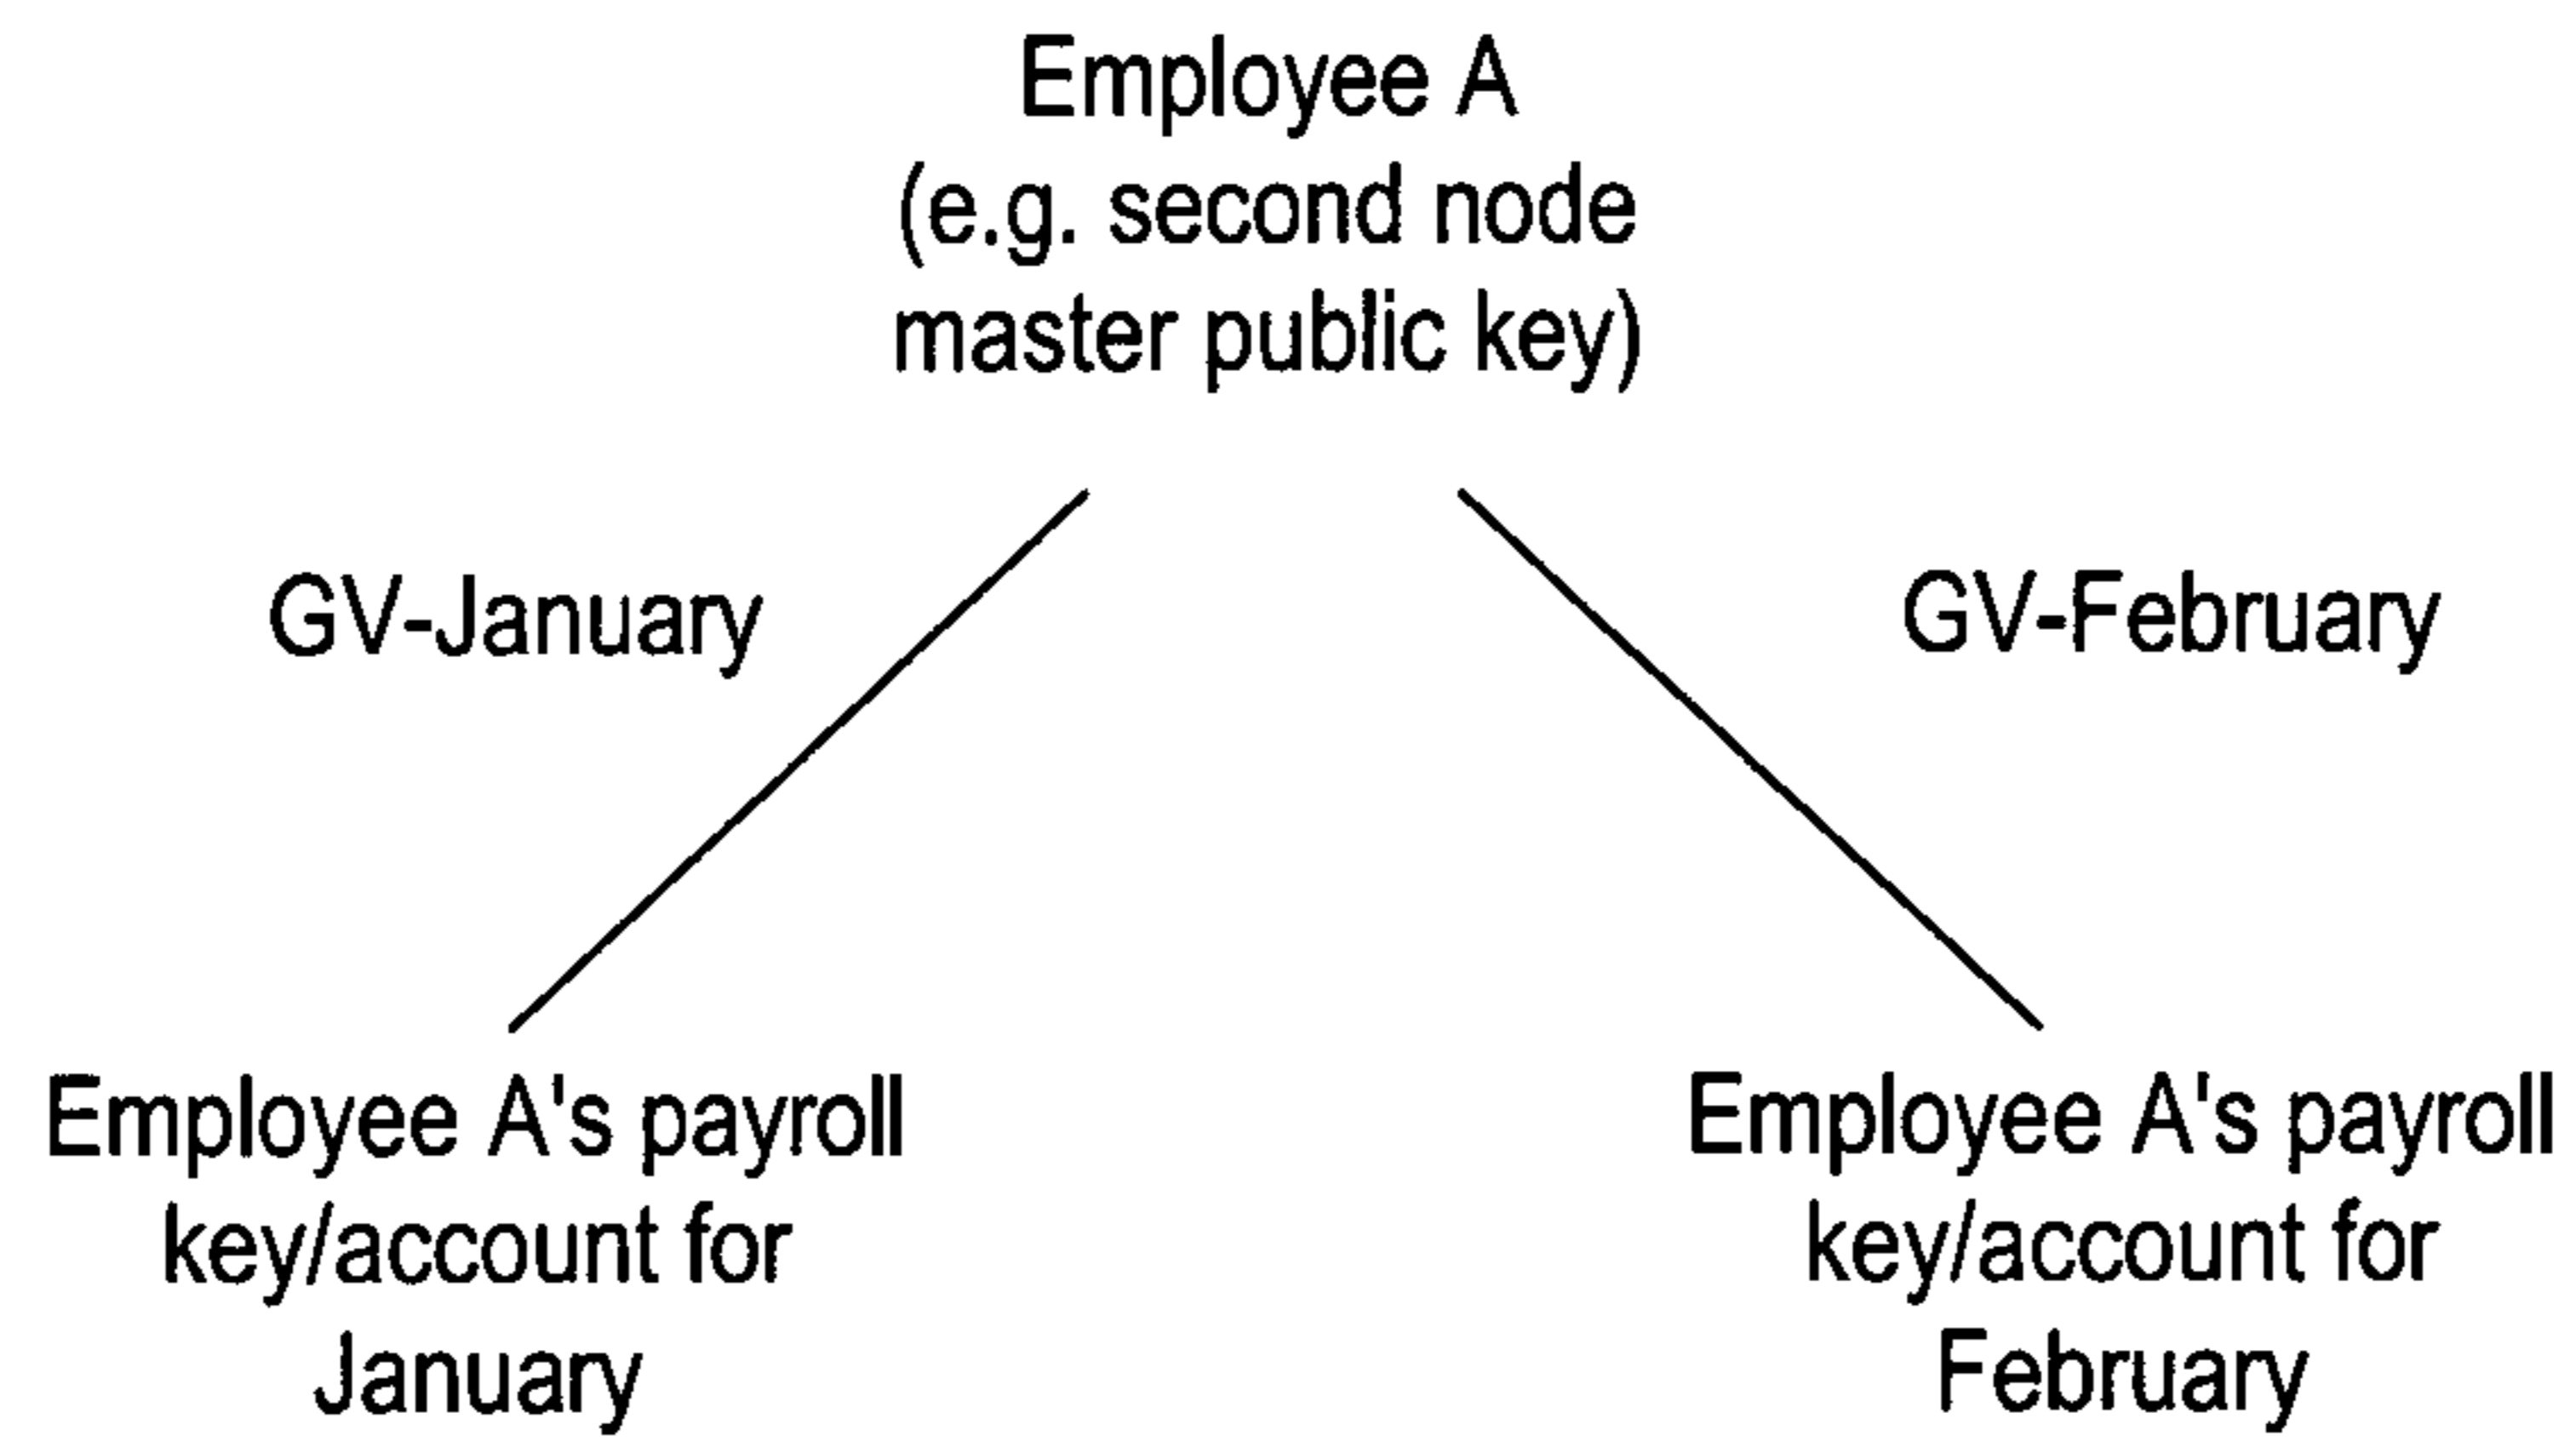 Employee A
(e.g. second node
master public key)
GV-January
GV-February
Employee A's payroll
key/account for
January
Employee A's payroll
key/account for
February